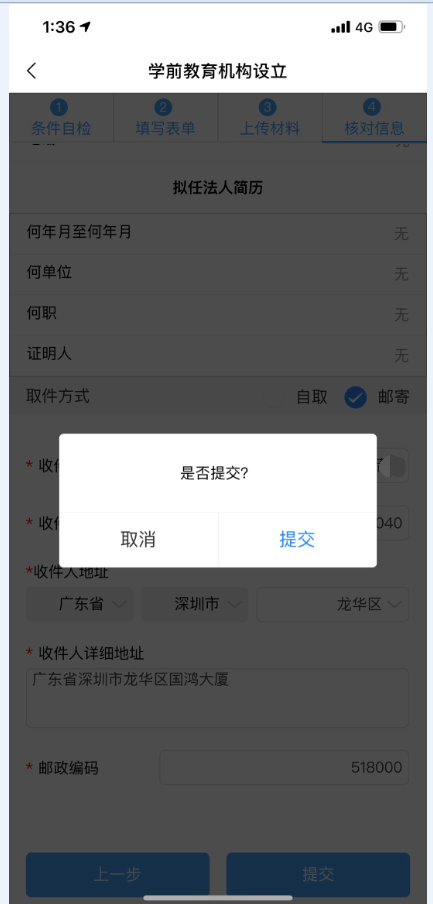 1:36 4G
学前教育机构设立
1 2 3 4
条件自检 填写表单 上传材料 核对信息
无
拟任法人简历
何年月至何年月 无
何单位 无
何职 无
证明人 无
取件方式 自取 邮寄
* 收件
是否提交?
* 收件 040
取消 提交
*收件人地址
广东省 深圳市 龙华区
* 收件人详细地址
广东省深圳市龙华区国鸿大厦
* 邮政编码 518000
上一步 提交